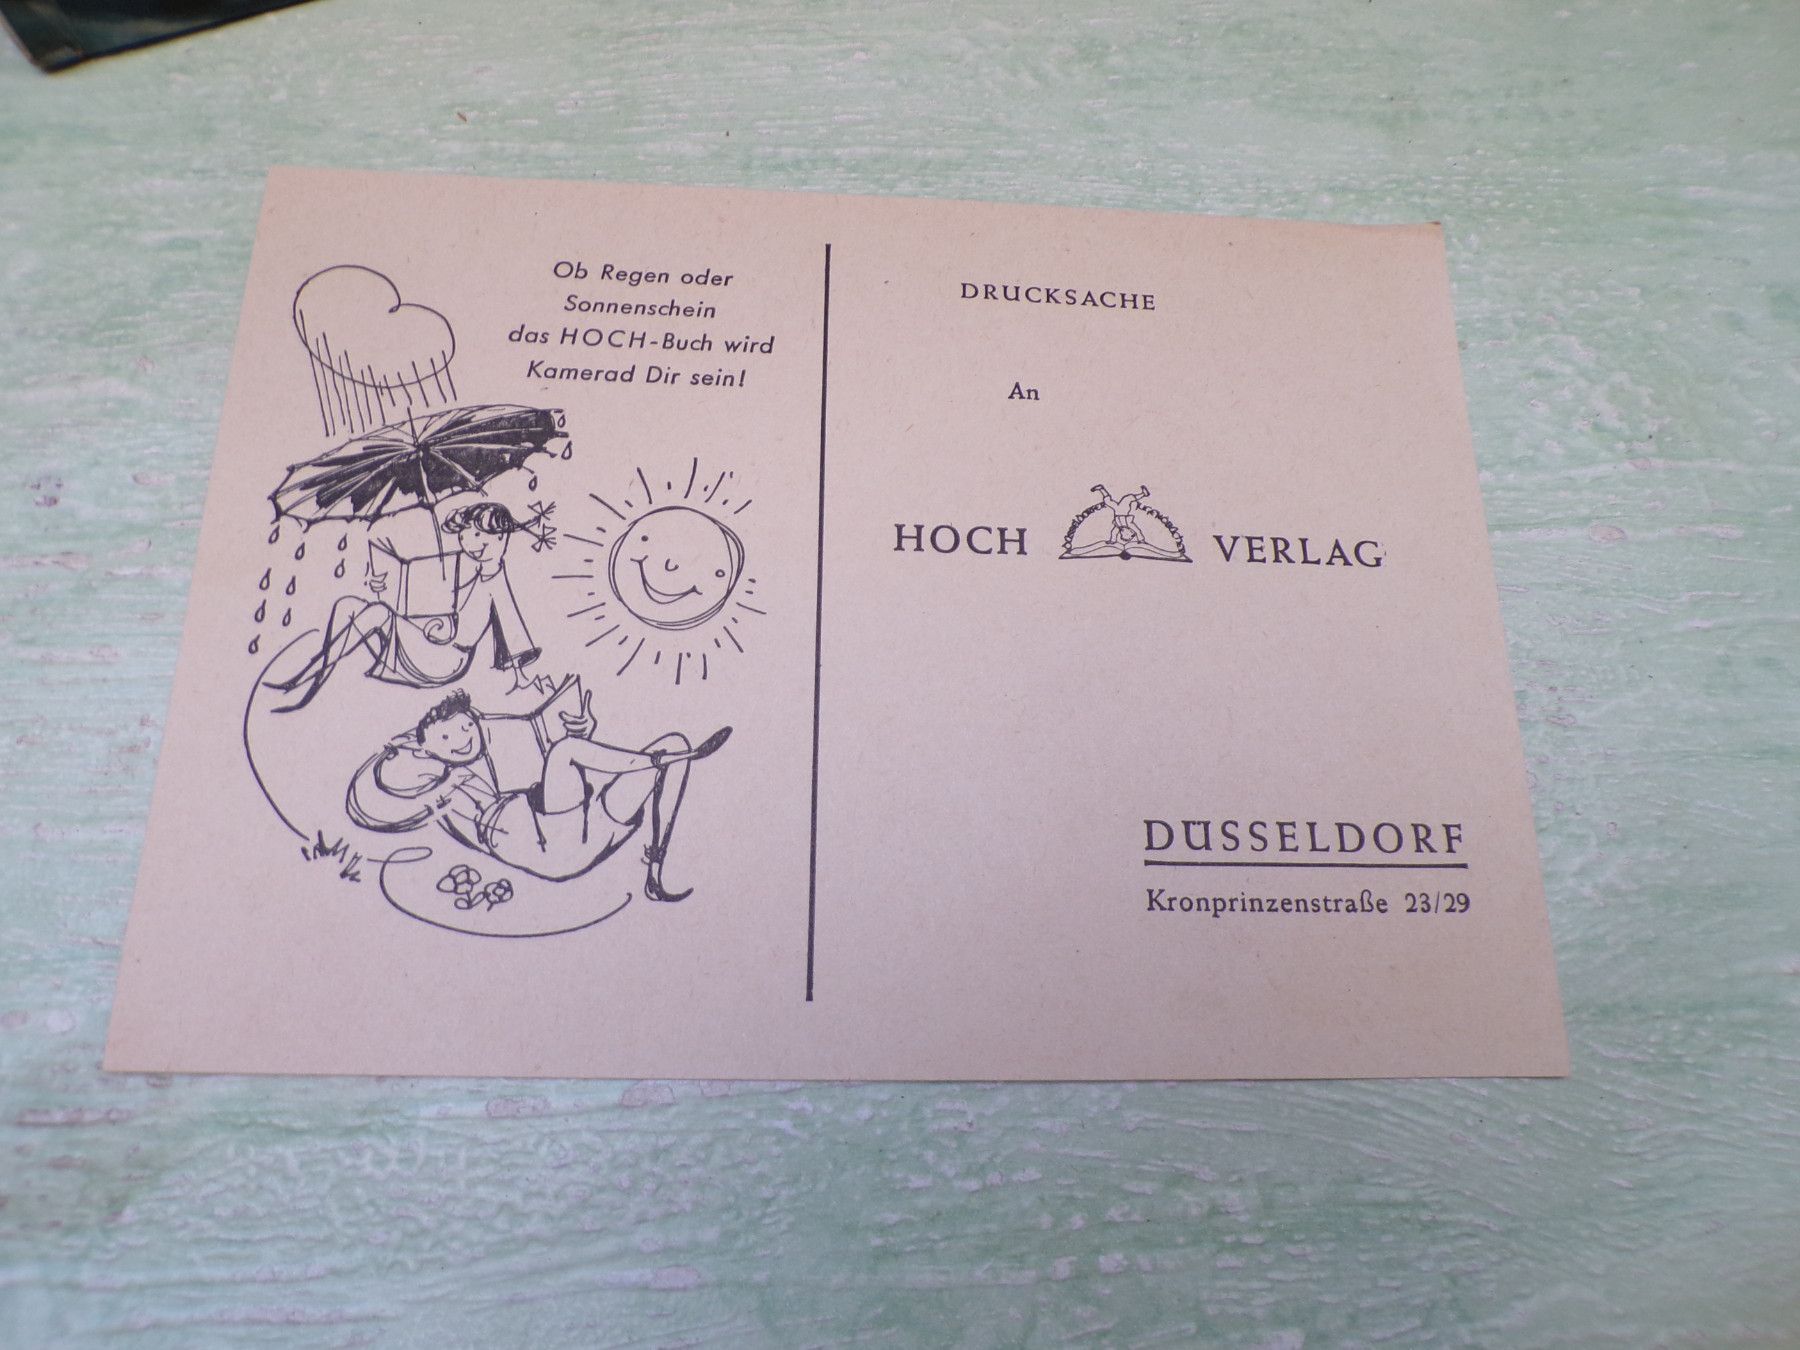 Ob Regen oder
Sonnenschein
das HOCH-Buch wird
Kamerad Dir sein!
DRUCKSACHE
An
HOCH VERLAG
DÜSSELDORF
Kronprinzenstraße 23/29